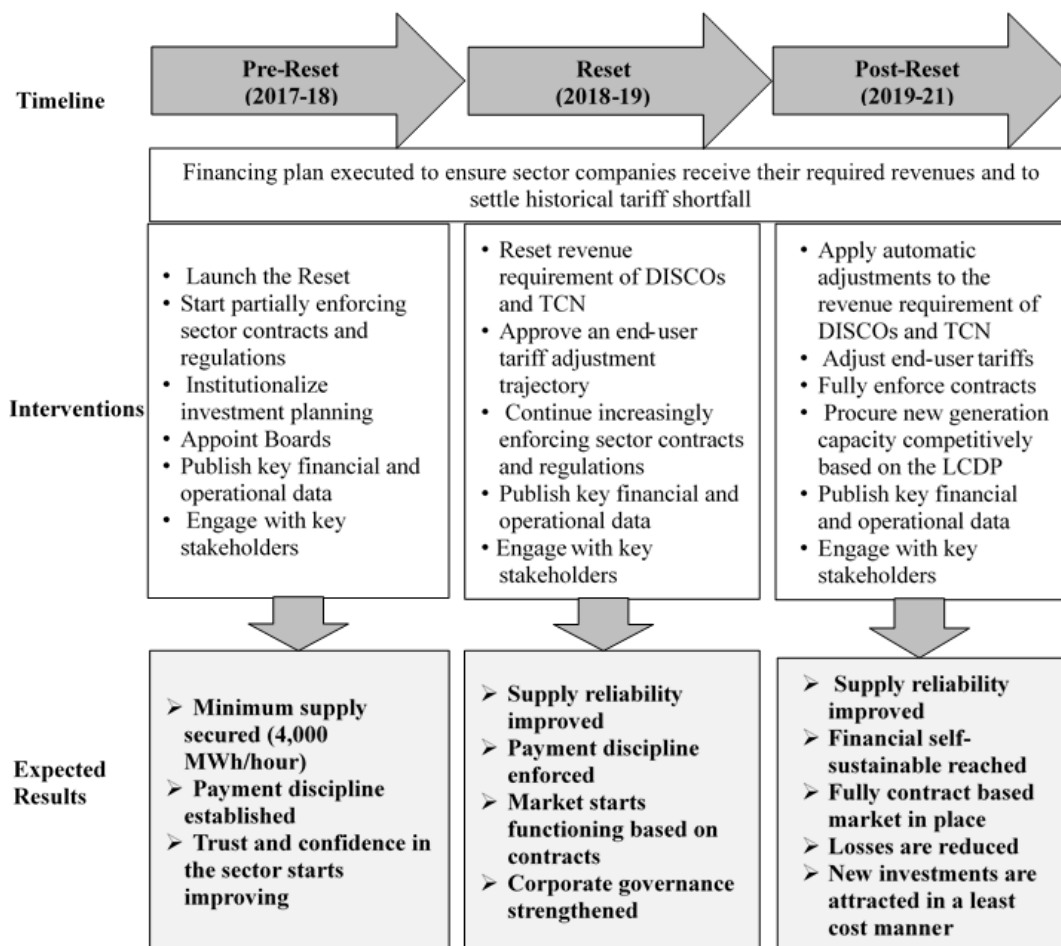 Timeline
Pre-Reset
(2017-18)
Reset
(2018-19)
Post-Reset
(2019-21)
Financing plan executed to ensure sector companies receive their required revenues and to
settle historical tariff shortfall
Interventions
• Launch the Reset
• Start partially enforcing
sector contracts and
regulations
• Institutionalize
investment planning
• Appoint Boards
• Publish key financial and
operational data
• Engage with key
stakeholders
• Reset revenue
requirement of DISCOs
and TCN
• Approve an end-user
tariff adjustment
trajectory
• Continue increasingly
enforcing sector contracts
and regulations
• Publish key financial and
operational data
• Engage with key
stakeholders
• Apply automatic
adjustments to the
revenue requirement of
DISCOs and TCN
• Adjust end-user tariffs
• Fully enforce contracts
• Procure new generation
capacity competitively
based on the LCDP
• Publish key financial
and operational data
• Engage with key
stakeholders
Expected
Results
➢ Minimum supply
secured (4,000
MWh/hour)
➢ Payment discipline
established
➢ Trust and confidence in
the sector starts
improving
➢ Supply reliability
improved
➢ Payment discipline
enforced
➢ Market starts
functioning based on
contracts
➢ Corporate governance
strengthened
➢ Supply reliability
improved
➢ Financial self-
sustainable reached
➢ Fully contract based
market in place
➢ Losses are reduced
➢ New investments are
attracted in a least
cost manner